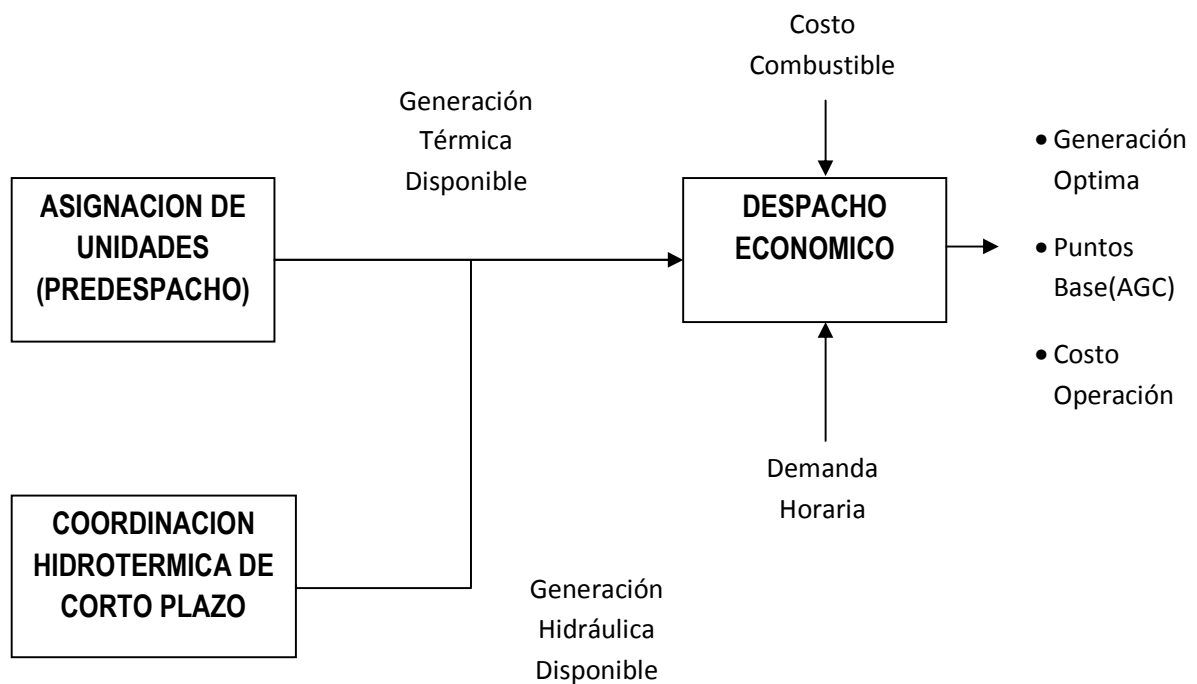 Costo
Combustible
Generación
Térmica
Disponible
ASIGNACION DE
UNIDADES
(PREDESPACHO)
DESPACHO
ECONOMICO
• Generación
Optima
• Puntos
Base(AGC)
• Costo
Operación
Demanda
Horaria
COORDINACION
HIDROTERMICA DE
CORTO PLAZO
Generación
Hidráulica
Disponible